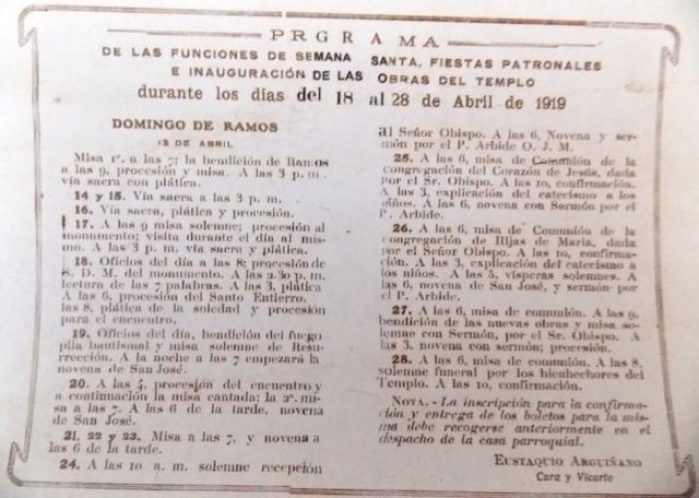 PRGRAMA
DE LAS FUNCIONES DE SEMANA SANTA, FIESTAS PATRONALES
E INAUGURACIÓN DE LAS OBRAS DEL TEMPLO
durante los días del 18 al 28 de Abril de 1919
DOMINGO DE RAMOS
13 DE ABRIL
Misa 1ª. a las 7; la bendición de Ramos
a las 9, procesión y misa. A las 3 p. m.
vía sacra con plática.
14 y 15. Vía sacra a las 3 p. m.
16. Vía sacra, plática y procesión.
17. A las 9 misa solemne; procesión al
monumento; visita durante el día al mis-
mo. A las 3 p. m. vía sacra y plática.
18. Oficios del día a las 8; procesión de
S. D. M. del monumento. A las 2.30 p. m.
lectura de las 7 palabras. A las 3, plática
A las 6, procesión del Santo Entierro.
las 8, plática de la soledad y procesión
para el encuentro.
19. Oficios del día, bendición del fuego
pila bautismal y misa solemne de Resu-
rrección. A la noche a las 7 empezará la
novena de San José.
20. A las 4, procesión del encuentro y
a continuación la misa cantada: la 2ª. mi-
sa a las 7. A las 6 de la tarde, novena
de San José.
21, 22 y 23. Misa a las 7, y novena a
las 6 de la tarde.
24. A las 10 a. m. solemne recepción
al Señor Obispo. A las 6, Novena y ser-
món por el P. Arbide O. J. M.
25. A las 6, misa de Comunión de la
congregación del Corazón de Jesús, dada
por el Sr. Obispo. A las 10, confirmación.
A las 3, explicación del catecismo a los
niños. A las 6, novena con Sermón por el
P. Arbide.
26. A las 6, misa de Comunión de la
congregación de Hijas de María, dada
por el Señor Obispo. A las 10, confirma-
ción. A las 3, explicación del catecismo a
los niños. A las 5, vísperas solemnes. A
las 6, novena de San José, y sermón por
el P. Arbide.
27. A las 6, misa de comunión. A las 9,
bendición de las nuevas obras y misa so-
lemne con Sermón, por el Sr. Obispo. A
las 3, novena con sermón; procesión.
28. A las 6, misa de comunión. A las 8,
solemne funeral por los bienhechores del
Templo. A las 10, confirmación.
NOTA.-La inscripción para la confirma-
ción y entrega de los boletos para la mis-
ma debe recogerse anteriormente en el
despacho de la casa parroquial.
EUSTAQUIO ARGUIÑANO
Cura y Vicario